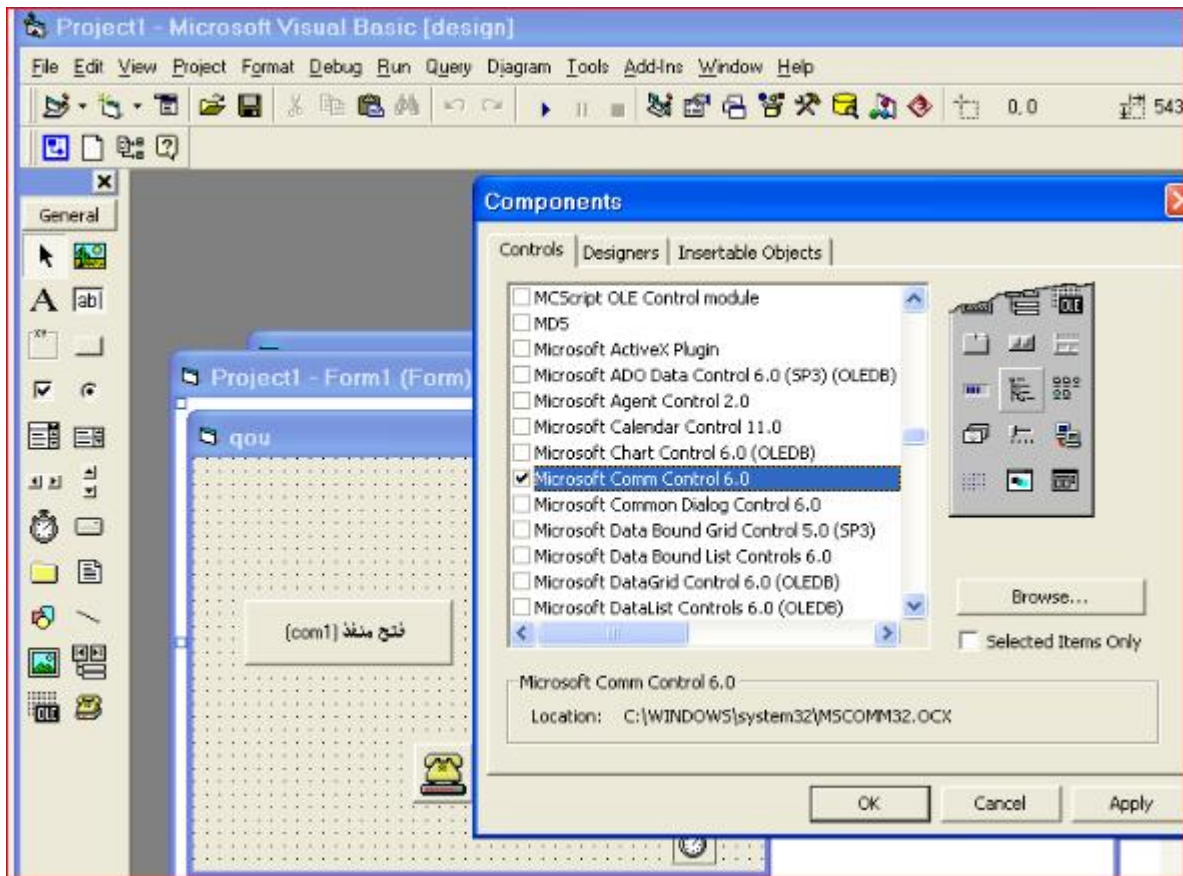 Project1 - Microsoft Visual Basic [design]
File Edit View Project Format Debug Run Query Diagram Tools Add-Ins Window Help
0, 0
543
General
A
ab
Components
Controls
Designers
Insertable Objects
MCScript OLE Control module
MD5
Microsoft ActiveX Plugin
Microsoft ADO Data Control 6.0 (SP3) (OLEDB)
Microsoft Agent Control 2.0
Microsoft Calendar Control 11.0
Microsoft Chart Control 6.0 (OLEDB)
Microsoft Comm Control 6.0
Microsoft Common Dialog Control 6.0
Microsoft Data Bound Grid Control 5.0 (SP3)
Microsoft Data Bound List Controls 6.0
Microsoft DataGrid Control 6.0 (OLEDB)
Microsoft DataList Controls 6.0 (OLEDB)
Browse...
Selected Items Only
Microsoft Comm Control 6.0
Location: C:\WINDOWS\system32\MSCOMM32.OCX
OK
Cancel
Apply
Project1 - Form1 (Form)
qou
فتح منفذ (com1)
OLE
OLE